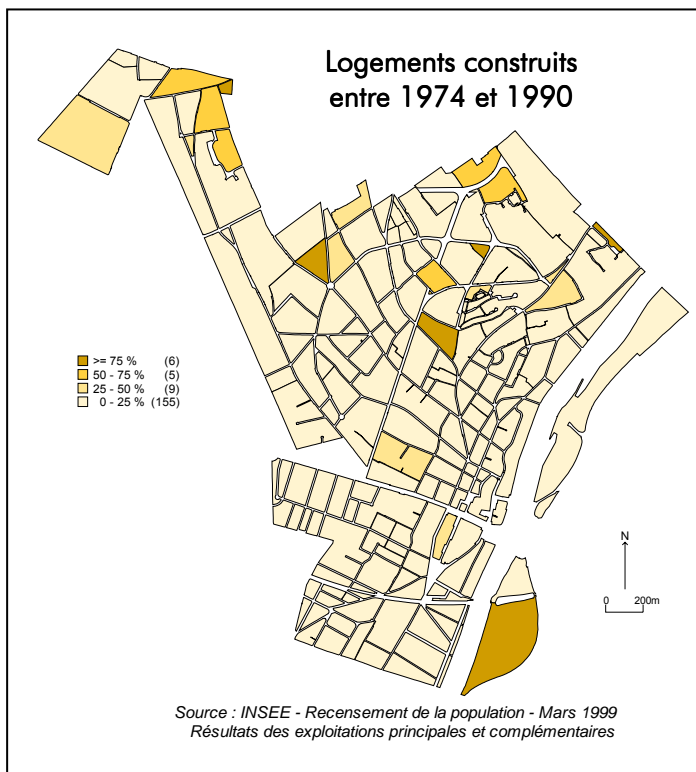 Logements construits
entre 1974 et 1990
>= 75 % (6)
50 - 75 % (5)
25 - 50 % (9)
0 - 25 % (155)
N
0 200m
Source : INSEE - Recensement de la population - Mars 1999
Résultats des exploitations principales et complémentaires